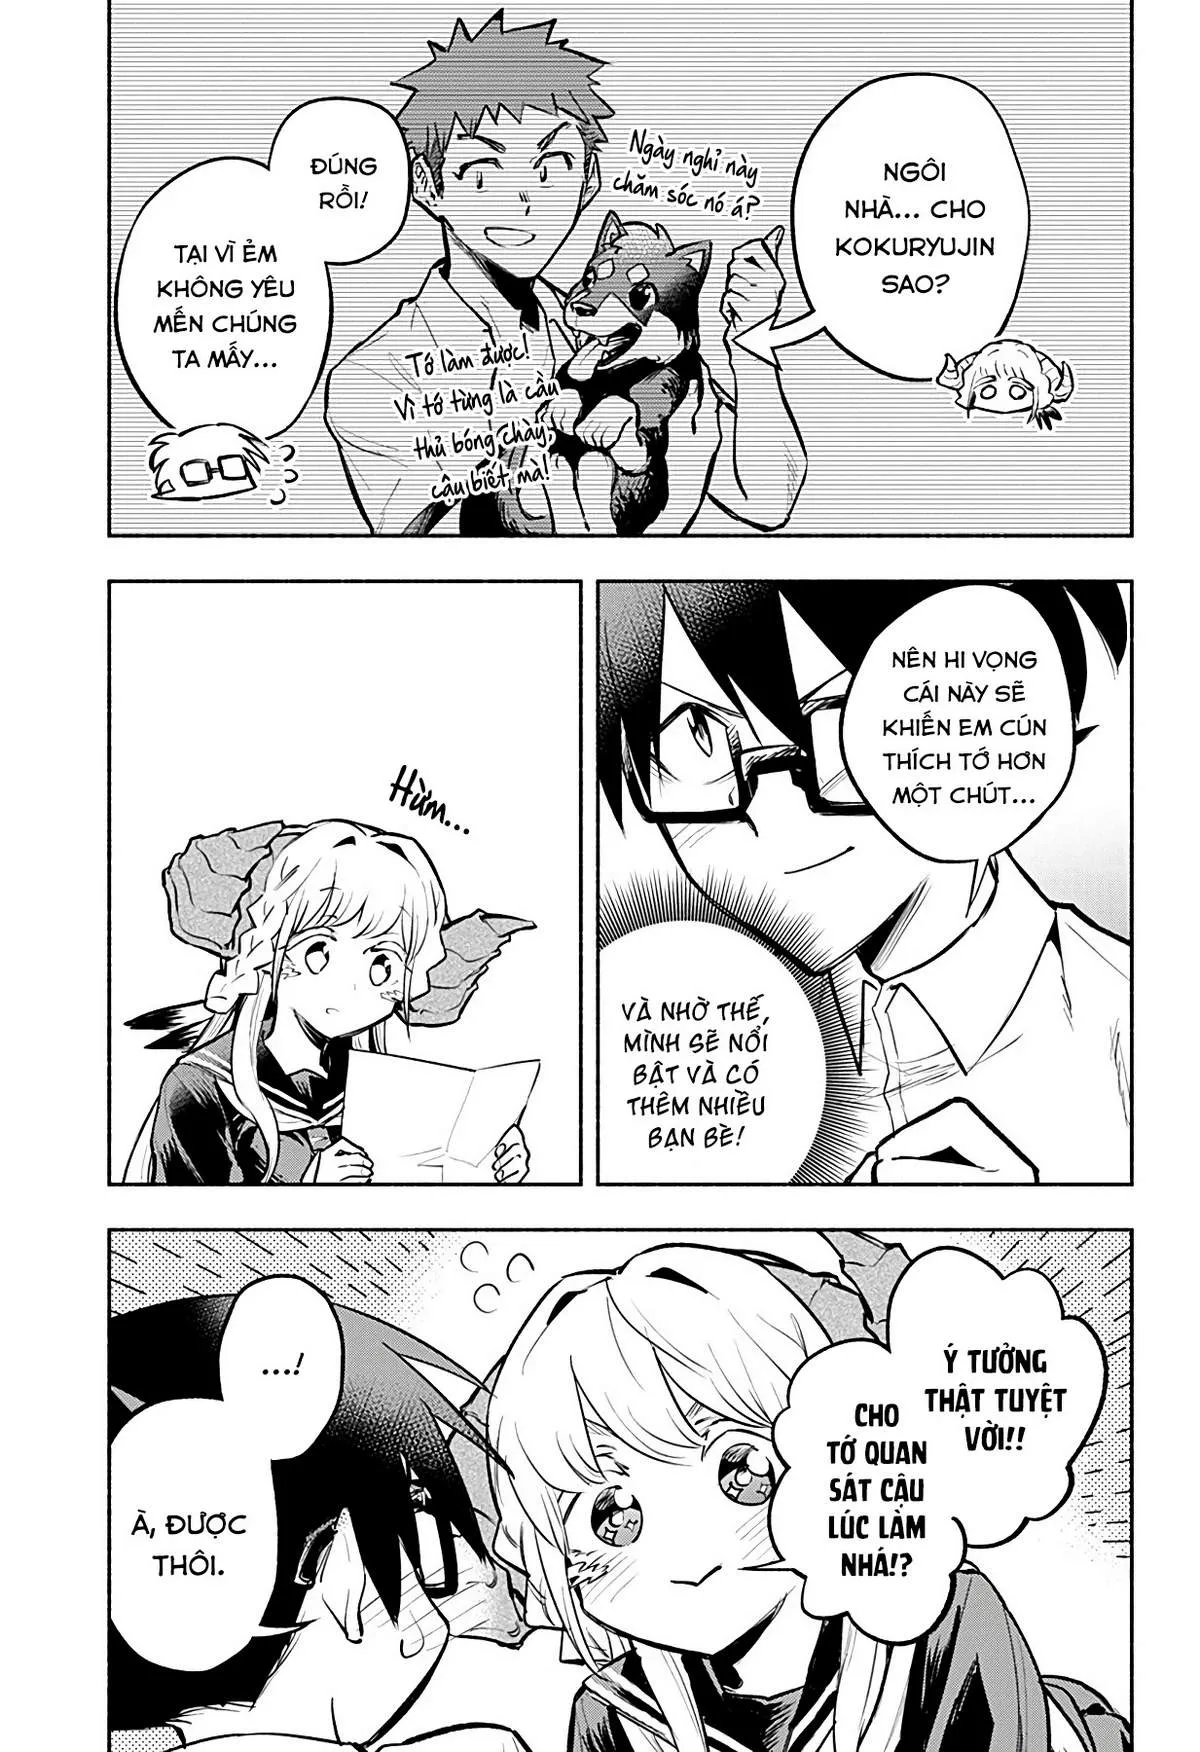 NGÔI
NHÀ... CHO
KOKURYUJIN
SAO?
Ngày nghỉ này
chăm sóc nó á?
Tớ làm được!
Vì tớ từng là cầu
thủ bóng chày,
cậu biết mà!
ĐÚNG
RỒI!
TẠI VÌ ẺM
KHÔNG YÊU
MẾN CHÚNG
TA MẤY...
NÊN HI VỌNG
CÁI NÀY SẼ
KHIẾN EM CÚN
THÍCH TỚ HƠN
MỘT CHÚT...
VÀ NHỜ THẾ,
MÌNH SẼ NỔI
BẬT VÀ CÓ
THÊM NHIỀU
BẠN BÈ!
Hừm...
Ý TƯỞNG
THẬT TUYỆT
VỜI!!
CHO
TỚ QUAN
SÁT CẬU
LÚC LÀM
NHÁ!?
...!
À, ĐƯỢC
THÔI.